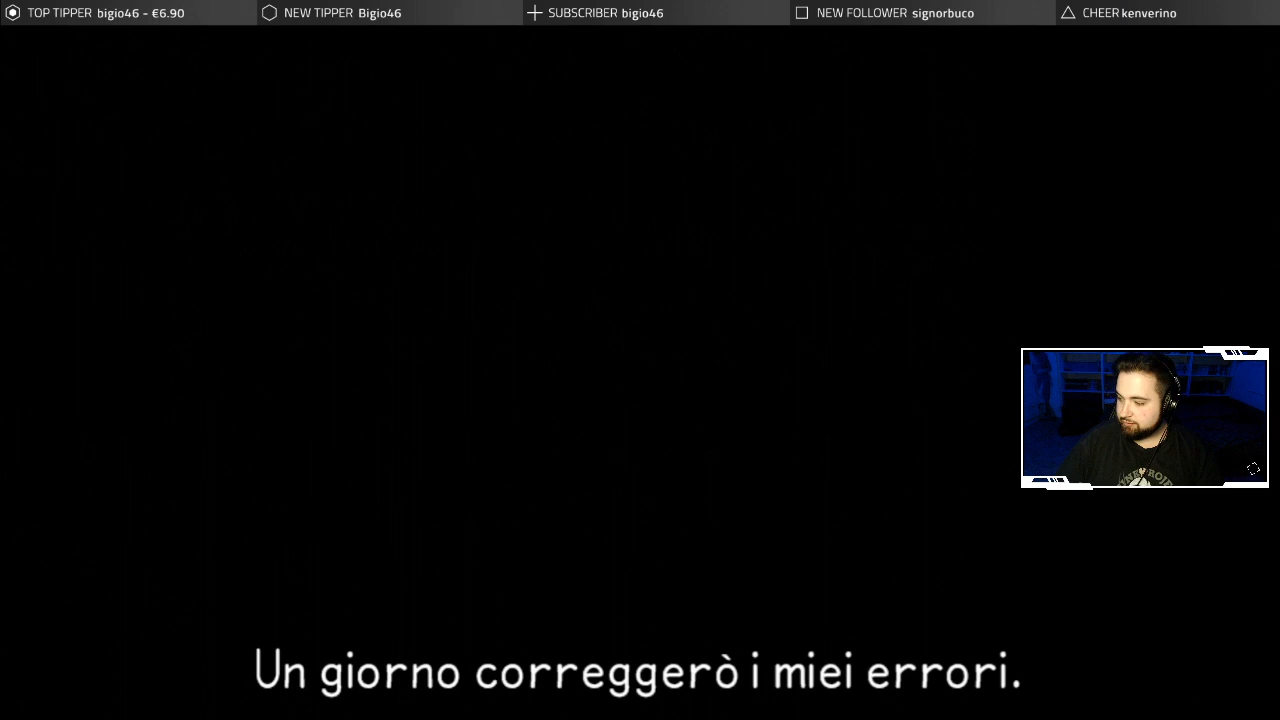 TOP TIPPER bigio46 - €6.90 NEW TIPPER Bigio46 SUBSCRIBER bigio46 NEW FOLLOWER signorbuco CHEER kenverino
Un giorno correggerò i miei errori.